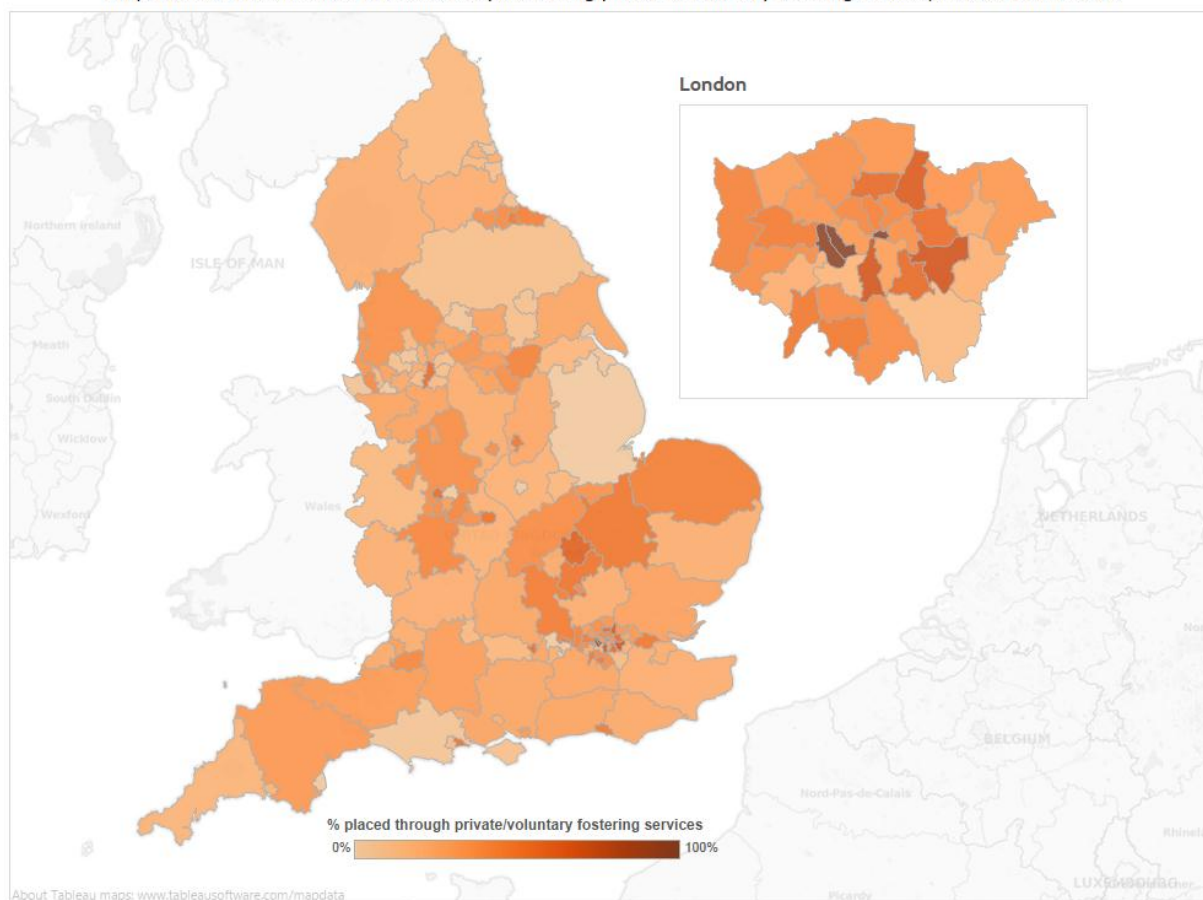 London
Northern Ireland
ISLE OF MAN
Meath
South Dublin
Wicklow
Wexford
Wales
NETHERLANDS
BELGIUM
Nord-Pas-de-Calais
% placed through private/voluntary fostering services
0%
100%
About Tableau maps: www.tableausoftware.com/mapdata
Picardy